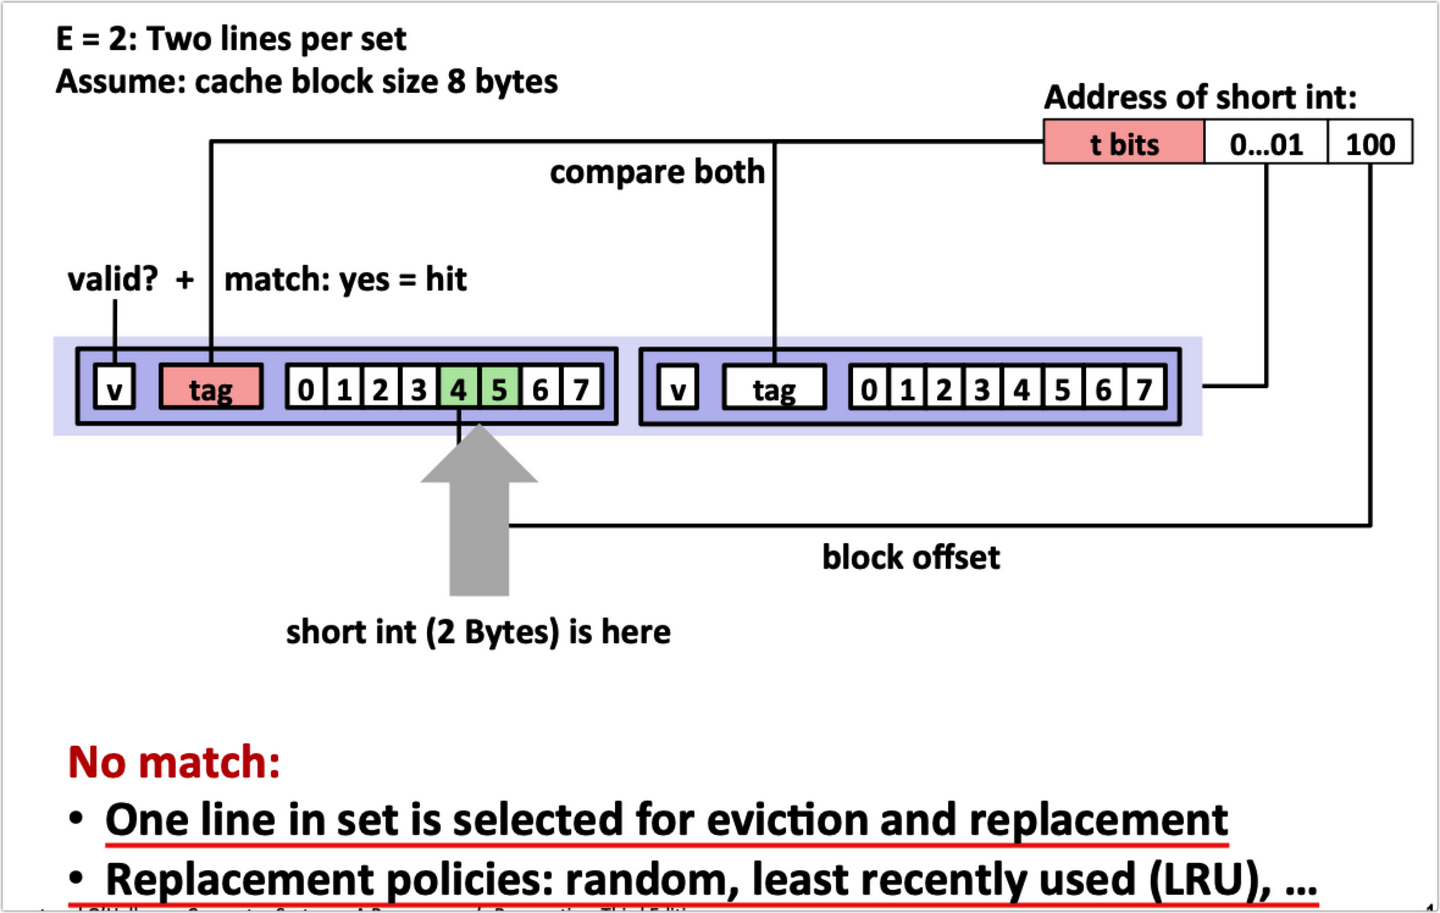 E = 2: Two lines per set
Assume: cache block size 8 bytes
Address of short int:
t bits 0...01 100
compare both
valid? + match: yes = hit
v tag 0 1 2 3 4 5 6 7 v tag 0 1 2 3 4 5 6 7
block offset
short int (2 Bytes) is here
No match:
• One line in set is selected for eviction and replacement
• Replacement policies: random, least recently used (LRU), ...